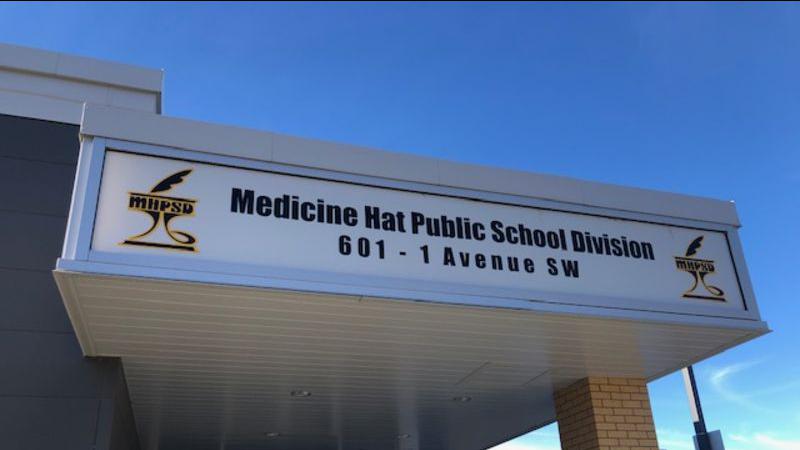 MHPSD
Medicine Hat Public School Division
601 - 1 Avenue SW
MHPSD